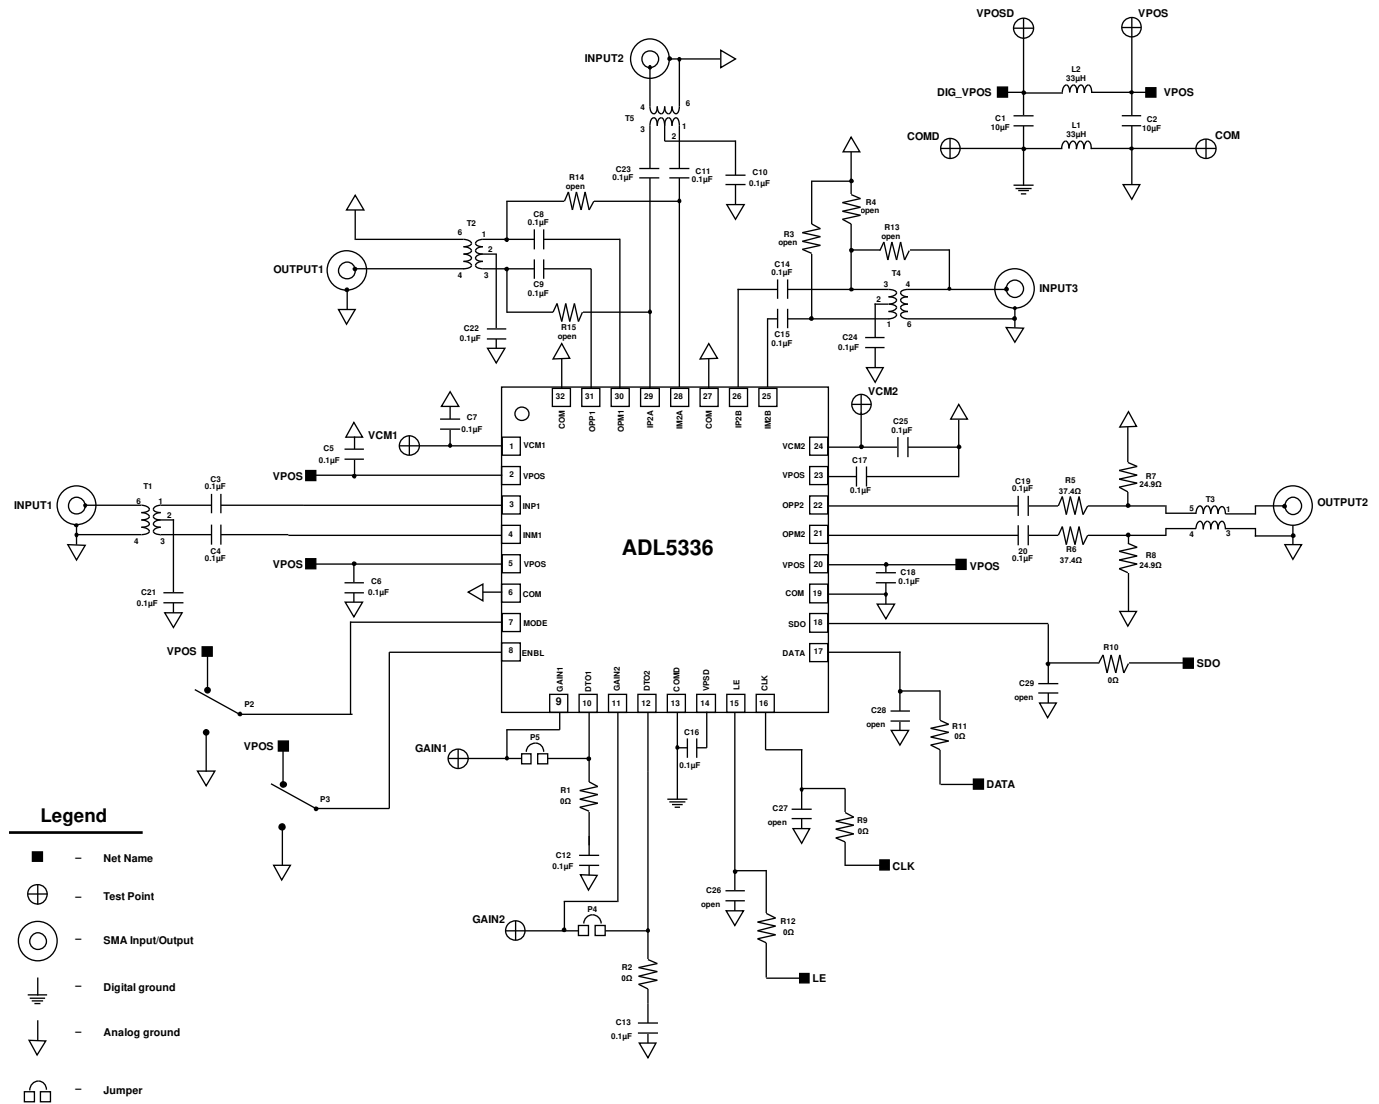 VPOSD
VPOS
L2
33µH
DIG_VPOS
VPOS
C1
10µF
C2
10µF
L1
33µH
COMD
COM
INPUT2
4
6
T5
3
1
2
C23
0.1µF
C11
0.1µF
C10
0.1µF
R14
open
T2
C8
0.1µF
6
1
2
4
3
OUTPUT1
C9
0.1µF
R15
open
C22
0.1µF
R4
open
R3
open
R13
open
C14
0.1µF
T4
3
4
2
1
6
INPUT3
C15
0.1µF
C24
0.1µF
32
31
30
29
28
27
26
25
COM
OPP1
OPM1
IP2A
IM2A
COM
IP2B
IM2B
VCM2
C7
0.1µF
VCM1
C5
0.1µF
VPOS
1
VCM1
2
VPOS
T1
C3
0.1µF
INPUT1
6
1
2
4
3
3
INP1
4
INM1
C4
0.1µF
VPOS
5
VPOS
C6
0.1µF
C21
0.1µF
6
COM
7
MODE
8
ENBL
ADL5336
VCM2
24
C25
0.1µF
VPOS
23
C17
0.1µF
OPP2
22
C19
0.1µF
R5
37.4Ω
R7
24.9Ω
T3
5
1
4
3
OUTPUT2
OPM2
21
20
0.1µF
R6
37.4Ω
R8
24.9Ω
VPOS
20
VPOS
C18
0.1µF
COM
19
SDO
18
DATA
17
R10
0Ω
SDO
C29
open
C28
open
R11
0Ω
DATA
GAIN1
DTO1
GAIN2
DTO2
COMD
VPSD
LE
CLK
9
10
11
12
13
14
15
16
VPOS
P2
VPOS
P3
GAIN1
P5
C16
0.1µF
R1
0Ω
C12
0.1µF
C27
open
R9
0Ω
CLK
GAIN2
P4
C26
open
R12
0Ω
LE
R2
0Ω
C13
0.1µF
Legend
– Net Name
– Test Point
– SMA Input/Output
– Digital ground
– Analog ground
– Jumper